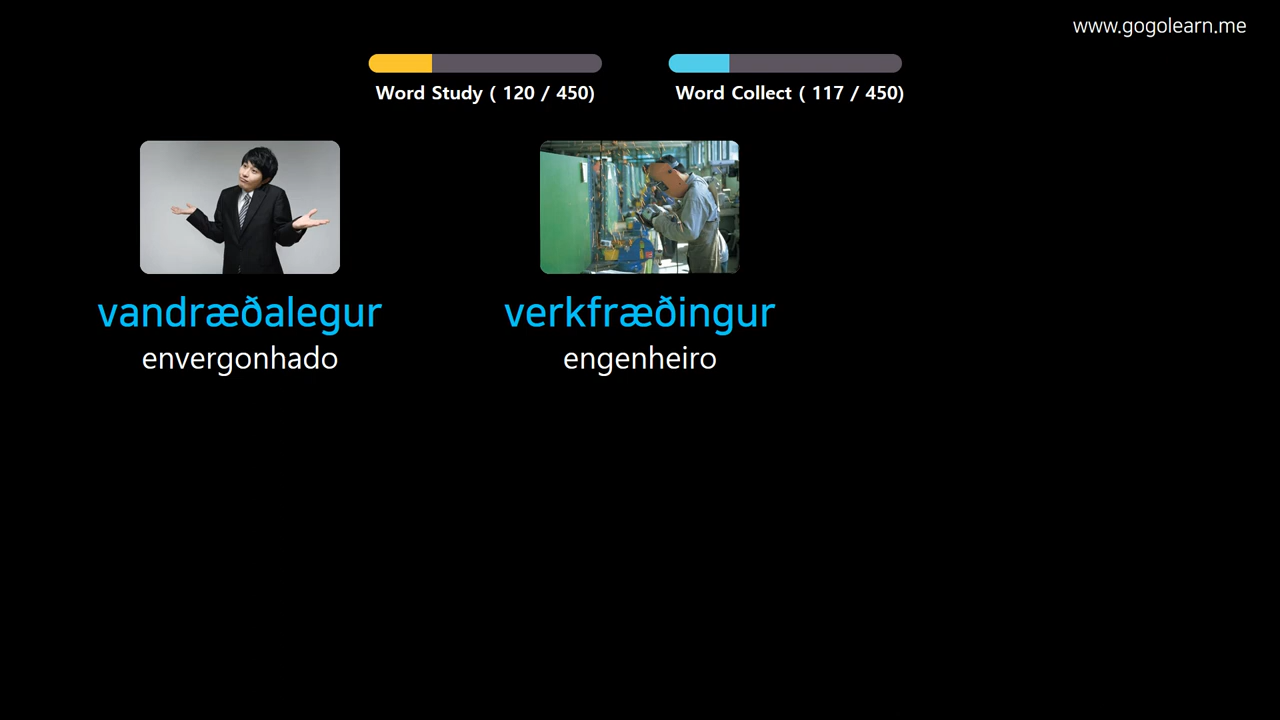 www.gogolearn.me
Word Study ( 120 / 450)
Word Collect ( 117 / 450)
vandræðalegur
envergonhado
verkfræðingur
engenheiro